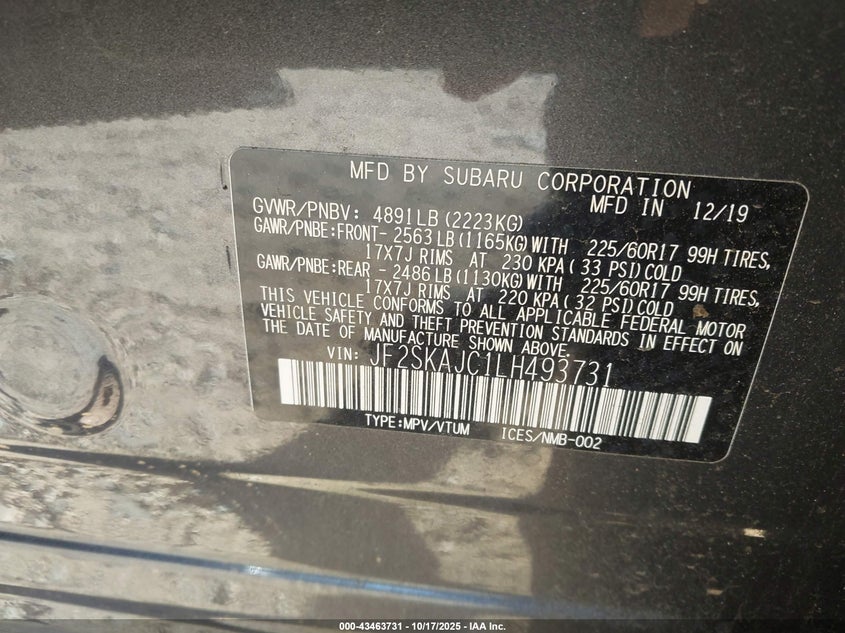 MFD BY SUBARU CORPORATION
MFD IN 12/19
GVWR/PNBV: 4891LB (2223KG)
GAWR/PNBE:FRONT- 2563LB(1165KG)WITH 225/60R17 99H TIRES,
17X7J RIMS AT 230 KPA( 33 PSI)COLD
GAWR/PNBE:REAR - 2486LB(1130KG)WITH 225/60R17 99H TIRES,
17X7J RIMS AT 220 KPA( 32 PSI)COLD
THIS VEHICLE CONFORMS TO ALL APPLICABLE FEDERAL MOTOR
VEHICLE SAFETY AND THEFT PREVENTION STANDARDS IN EFFECT ON
THE DATE OF MANUFACTURE SHOWN ABOVE.
VIN: JF2SKAJC1LH493731
TYPE:MPV/VTUM ICES/NMB-002
000-43463731 - 10/17/2025 - IAA Inc.